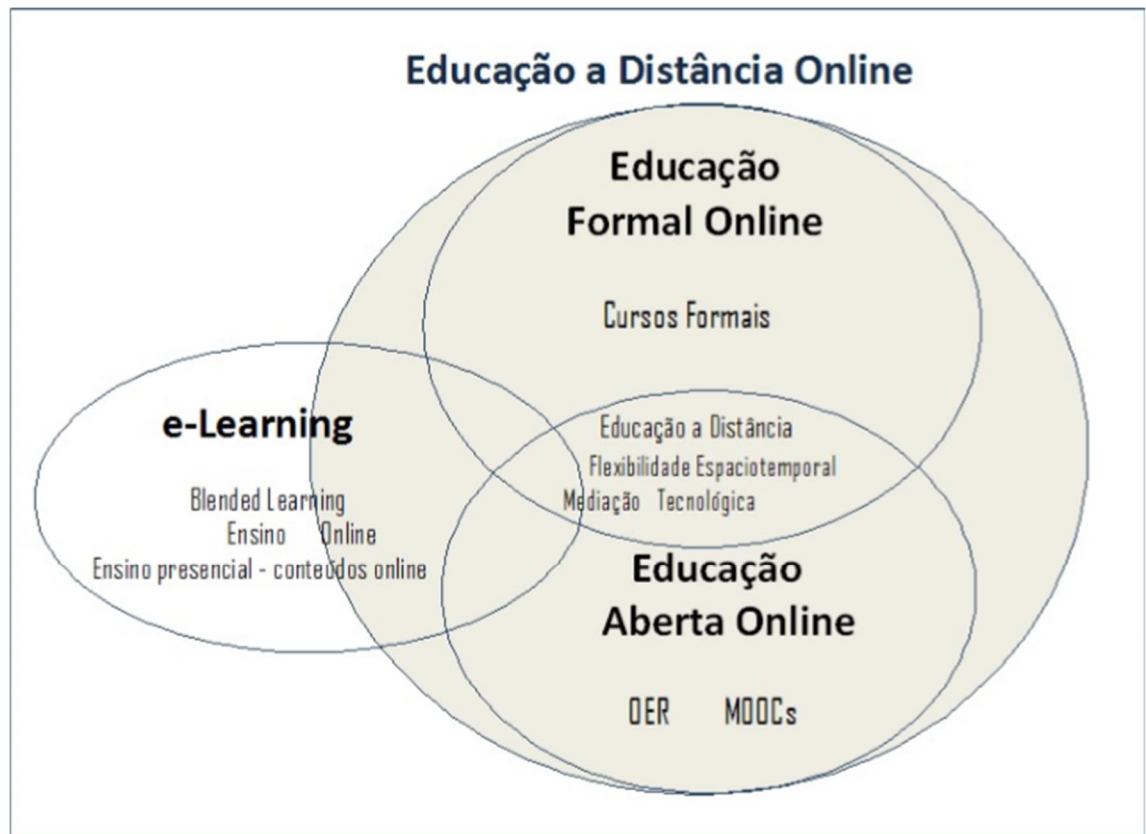 Educação a Distância Online
Educação
Formal Online
Cursos Formais
e-Learning
Blended Learning
Ensino Online
Ensino presencial - conteúdos online
Educação a Distância
Flexibilidade Espaciotemporal
Mediação Tecnológica
Educação
Aberta Online
OER MOOCs